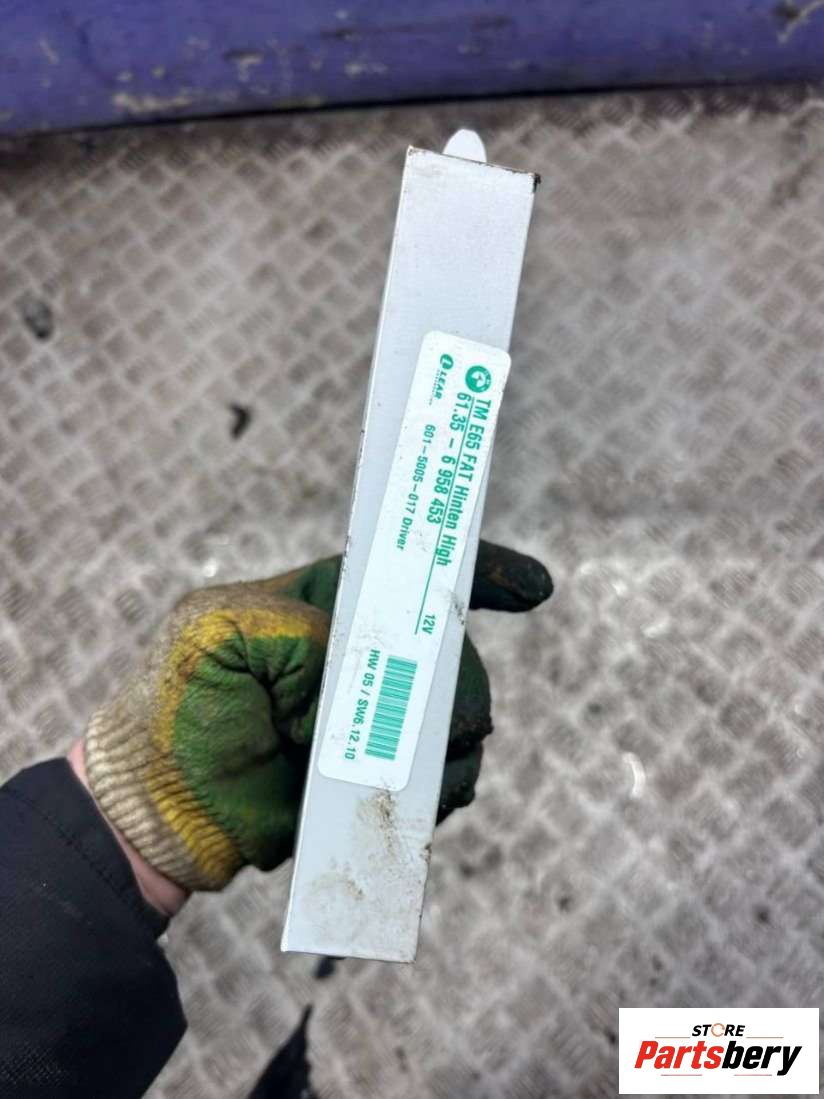 TM E65 FAT Hinten High
61.35 - 6 958 453 12V
LEAR
601-5005-017 Driver
HW 05 / SW6.12.10
STORE
Partsbery